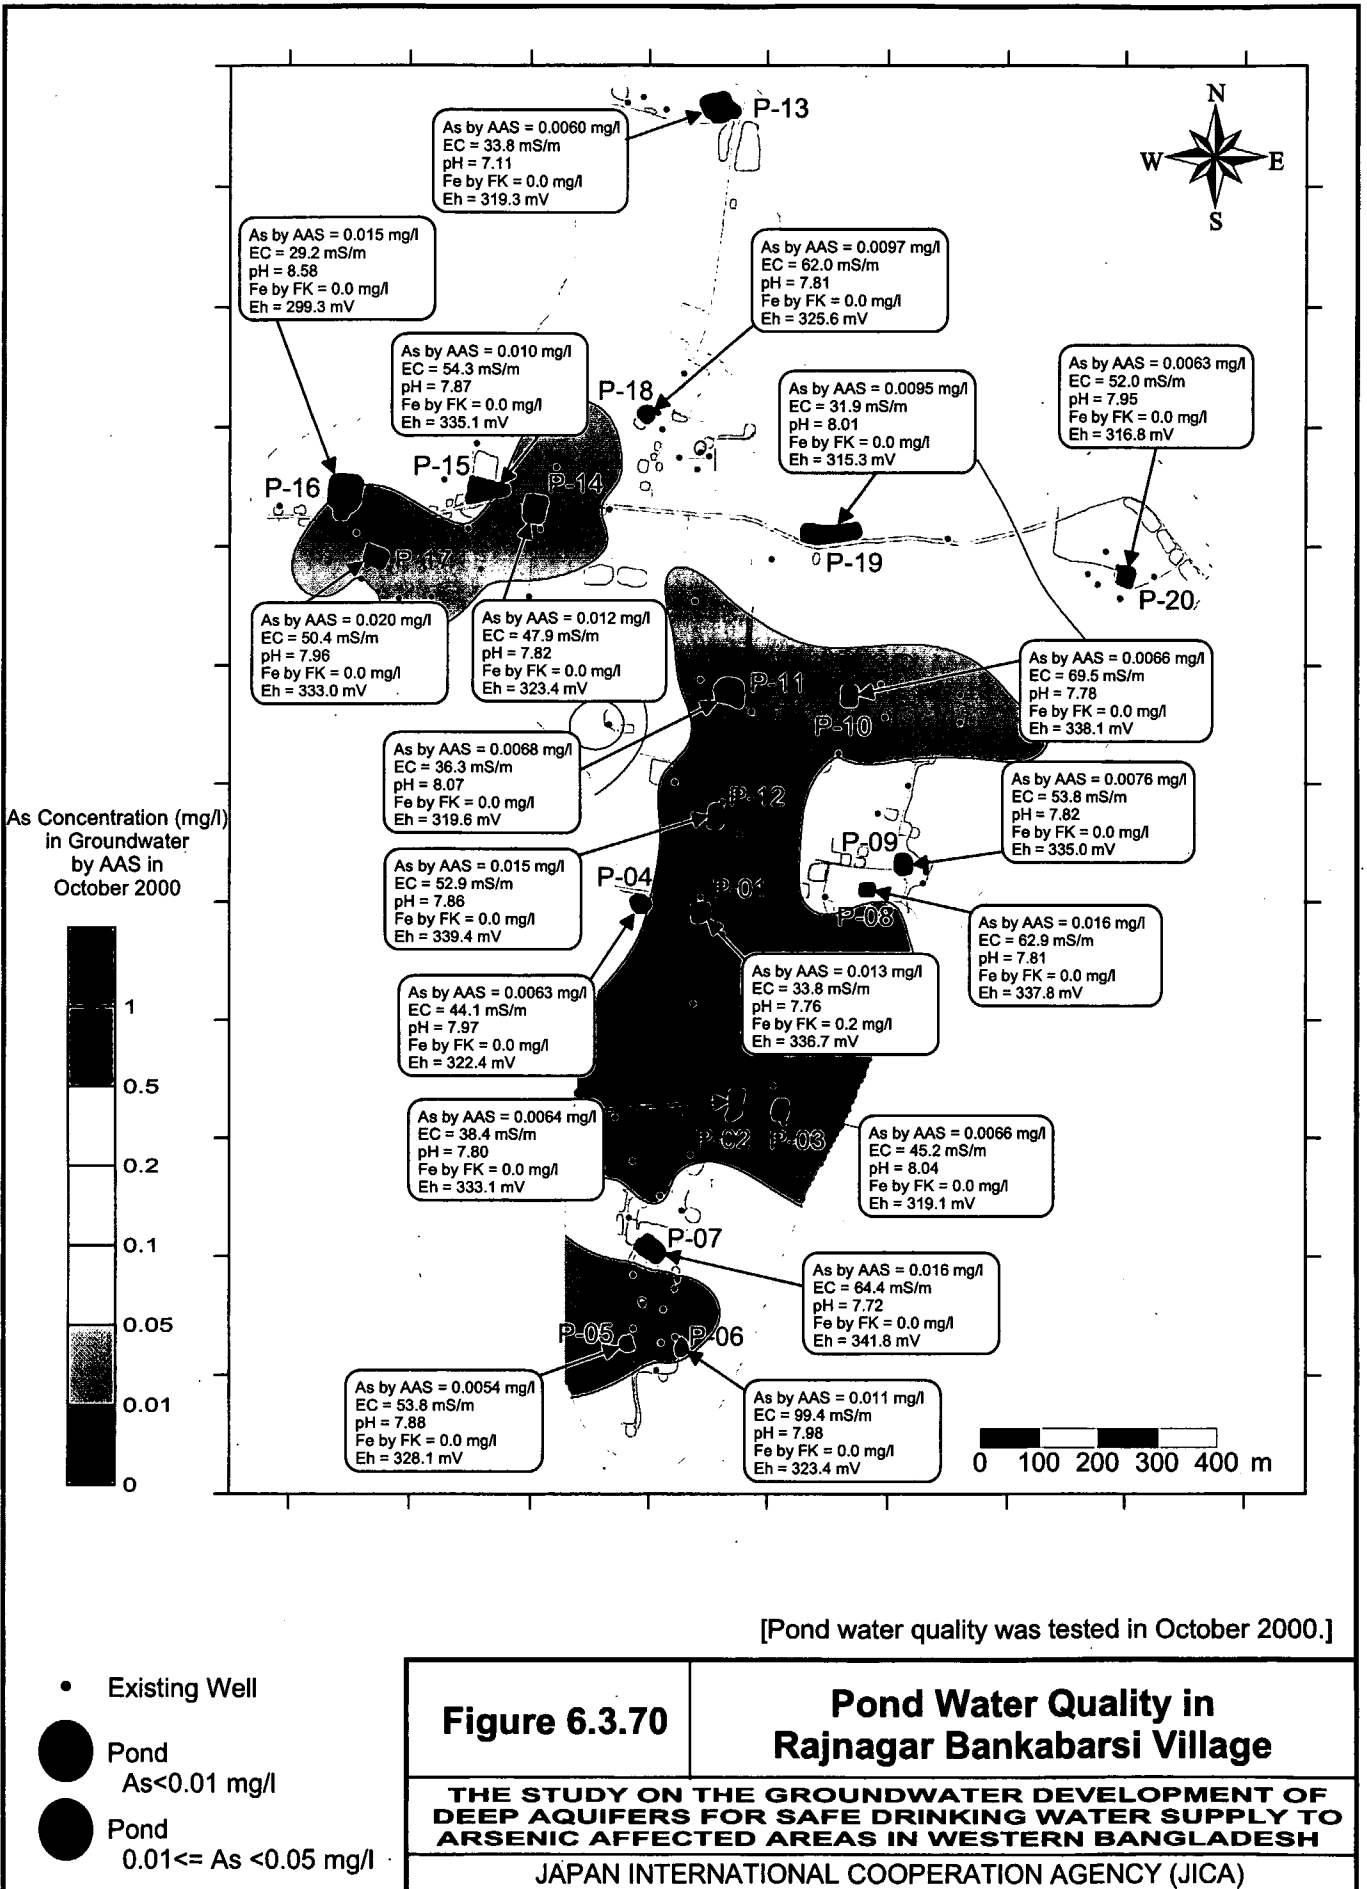 N
W
E
S
P-13
As by AAS = 0.0060 mg/l
EC = 33.8 mS/m
pH = 7.11
Fe by FK = 0.0 mg/l
Eh = 319.3 mV
As by AAS = 0.015 mg/l
EC = 29.2 mS/m
pH = 8.58
Fe by FK = 0.0 mg/l
Eh = 299.3 mV
As by AAS = 0.0097 mg/l
EC = 62.0 mS/m
pH = 7.81
Fe by FK = 0.0 mg/l
Eh = 325.6 mV
As by AAS = 0.010 mg/l
EC = 54.3 mS/m
pH = 7.87
Fe by FK = 0.0 mg/l
Eh = 335.1 mV
P-18
As by AAS = 0.0095 mg/l
EC = 31.9 mS/m
pH = 8.01
Fe by FK = 0.0 mg/l
Eh = 315.3 mV
As by AAS = 0.0063 mg/l
EC = 52.0 mS/m
pH = 7.95
Fe by FK = 0.0 mg/l
Eh = 316.8 mV
P-15
P-16
P-14
P-17
P-19
P-20
As by AAS = 0.020 mg/l
EC = 50.4 mS/m
pH = 7.96
Fe by FK = 0.0 mg/l
Eh = 333.0 mV
As by AAS = 0.012 mg/l
EC = 47.9 mS/m
pH = 7.82
Fe by FK = 0.0 mg/l
Eh = 323.4 mV
As by AAS = 0.0066 mg/l
EC = 69.5 mS/m
pH = 7.78
Fe by FK = 0.0 mg/l
Eh = 338.1 mV
P-11
P-10
As by AAS = 0.0068 mg/l
EC = 36.3 mS/m
pH = 8.07
Fe by FK = 0.0 mg/l
Eh = 319.6 mV
As by AAS = 0.0076 mg/l
EC = 53.8 mS/m
pH = 7.82
Fe by FK = 0.0 mg/l
Eh = 335.0 mV
P-12
P-09
As by AAS = 0.015 mg/l
EC = 52.9 mS/m
pH = 7.86
Fe by FK = 0.0 mg/l
Eh = 339.4 mV
P-04
P-01
P-08
As by AAS = 0.016 mg/l
EC = 62.9 mS/m
pH = 7.81
Fe by FK = 0.0 mg/l
Eh = 337.8 mV
As by AAS = 0.013 mg/l
EC = 33.8 mS/m
pH = 7.76
Fe by FK = 0.2 mg/l
Eh = 336.7 mV
As by AAS = 0.0063 mg/l
EC = 44.1 mS/m
pH = 7.97
Fe by FK = 0.0 mg/l
Eh = 322.4 mV
As by AAS = 0.0064 mg/l
EC = 38.4 mS/m
pH = 7.80
Fe by FK = 0.0 mg/l
Eh = 333.1 mV
P-02
P-03
As by AAS = 0.0066 mg/l
EC = 45.2 mS/m
pH = 8.04
Fe by FK = 0.0 mg/l
Eh = 319.1 mV
P-07
As by AAS = 0.016 mg/l
EC = 64.4 mS/m
pH = 7.72
Fe by FK = 0.0 mg/l
Eh = 341.8 mV
P-05
P-06
As by AAS = 0.0054 mg/l
EC = 53.8 mS/m
pH = 7.88
Fe by FK = 0.0 mg/l
Eh = 328.1 mV
As by AAS = 0.011 mg/l
EC = 99.4 mS/m
pH = 7.98
Fe by FK = 0.0 mg/l
Eh = 323.4 mV
0 100 200 300 400 m
As Concentration (mg/l)
in Groundwater
by AAS in
October 2000
1
0.5
0.2
0.1
0.05
0.01
0
[Pond water quality was tested in October 2000.]
Existing Well
Pond
As<0.01 mg/l
Pond
0.01<= As <0.05 mg/l
Figure 6.3.70
Pond Water Quality in
Rajnagar Bankabarsi Village
THE STUDY ON THE GROUNDWATER DEVELOPMENT OF
DEEP AQUIFERS FOR SAFE DRINKING WATER SUPPLY TO
ARSENIC AFFECTED AREAS IN WESTERN BANGLADESH
JAPAN INTERNATIONAL COOPERATION AGENCY (JICA)